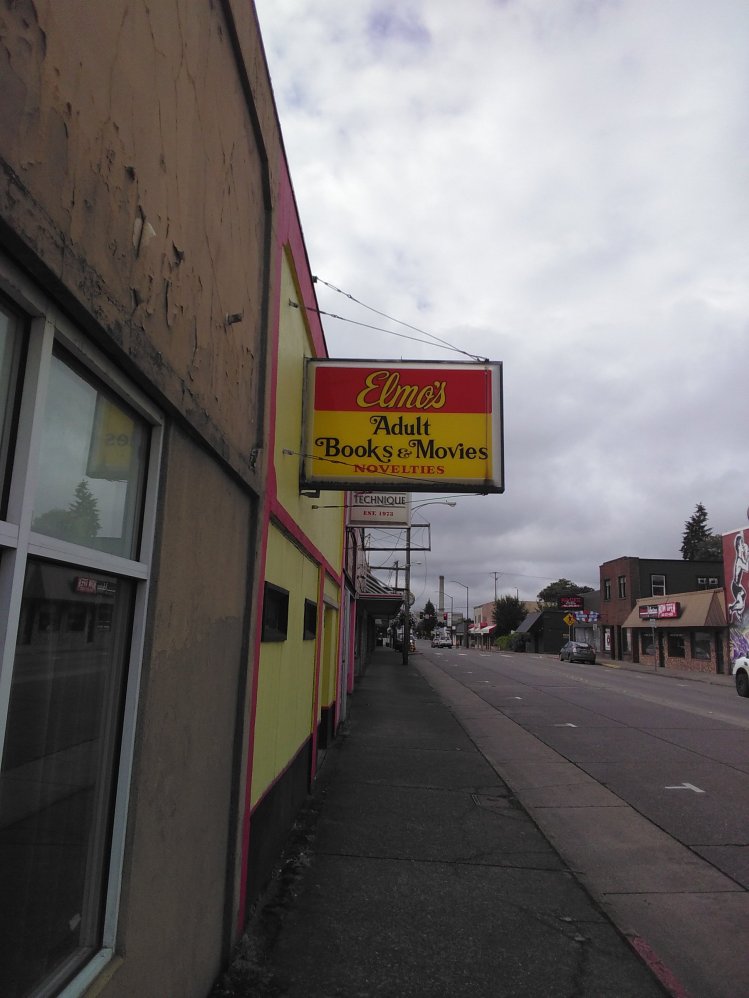 Elmo's
Adult
Books & Movies
NOVELTIES
TECHNIQUE
EST. 1973